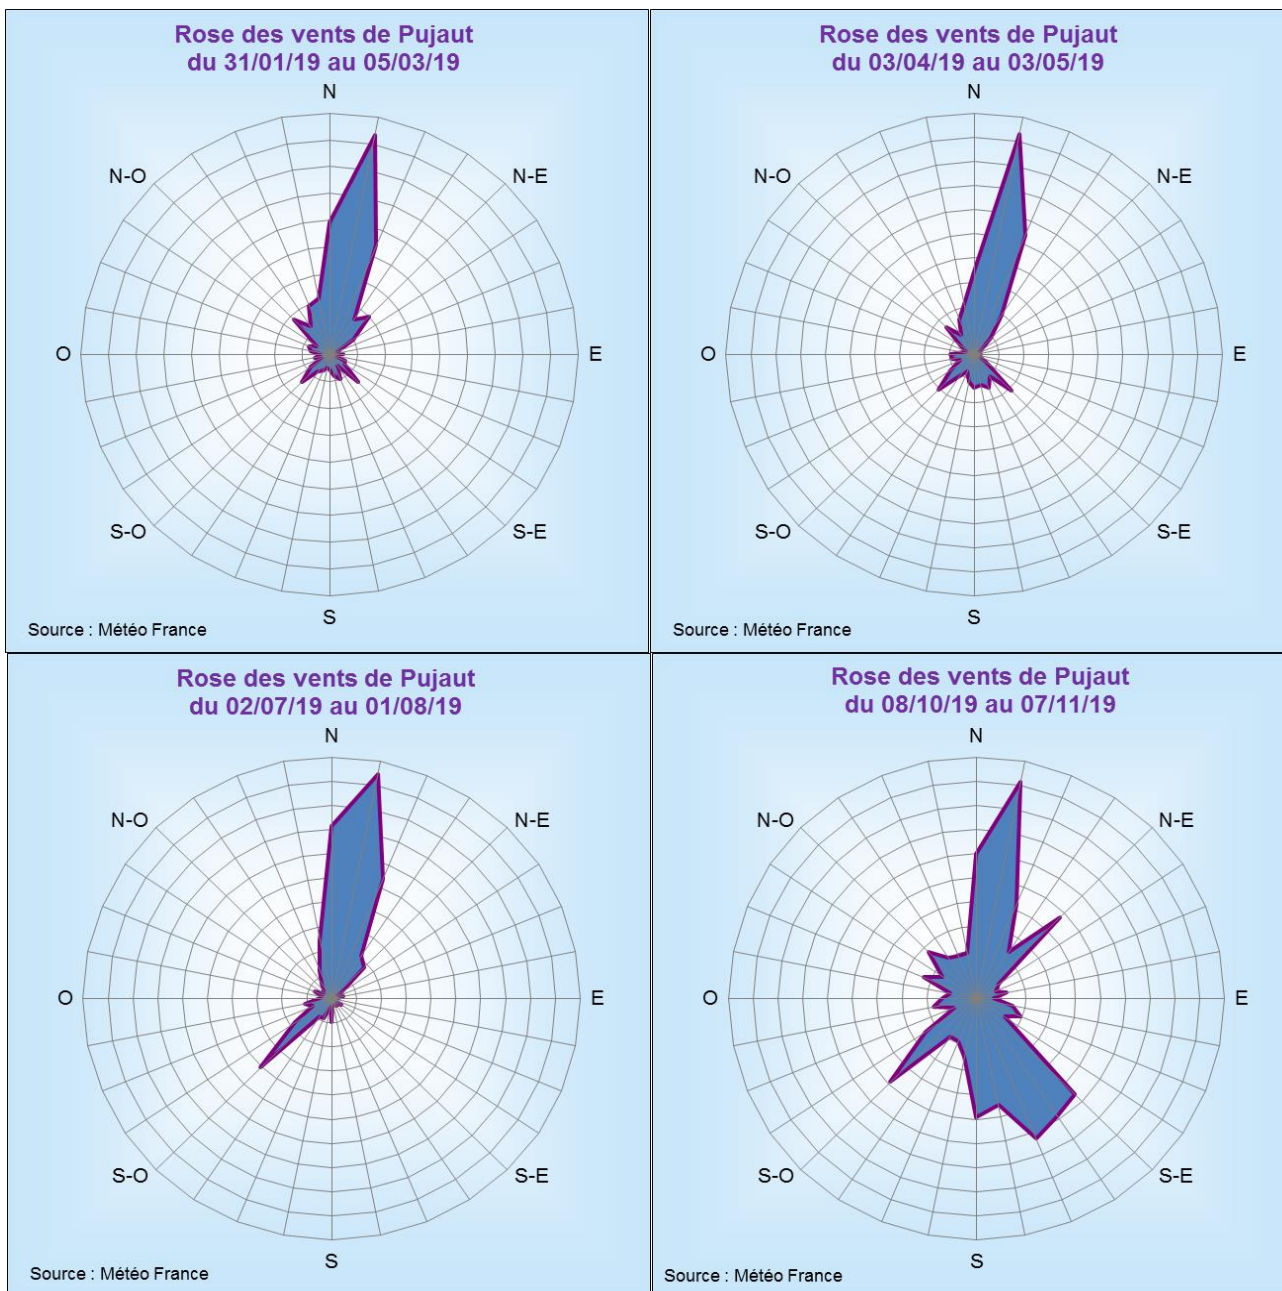 Rose des vents de Pujaut
du 31/01/19 au 05/03/19
N
N-O
N-E
O
E
S-O
S-E
S
Source : Météo France
Rose des vents de Pujaut
du 03/04/19 au 03/05/19
N
N-O
N-E
O
E
S-O
S-E
S
Source : Météo France
Rose des vents de Pujaut
du 02/07/19 au 01/08/19
N
N-O
N-E
O
E
S-O
S-E
S
Source : Météo France
Rose des vents de Pujaut
du 08/10/19 au 07/11/19
N
N-O
N-E
O
E
S-O
S-E
S
Source : Météo France